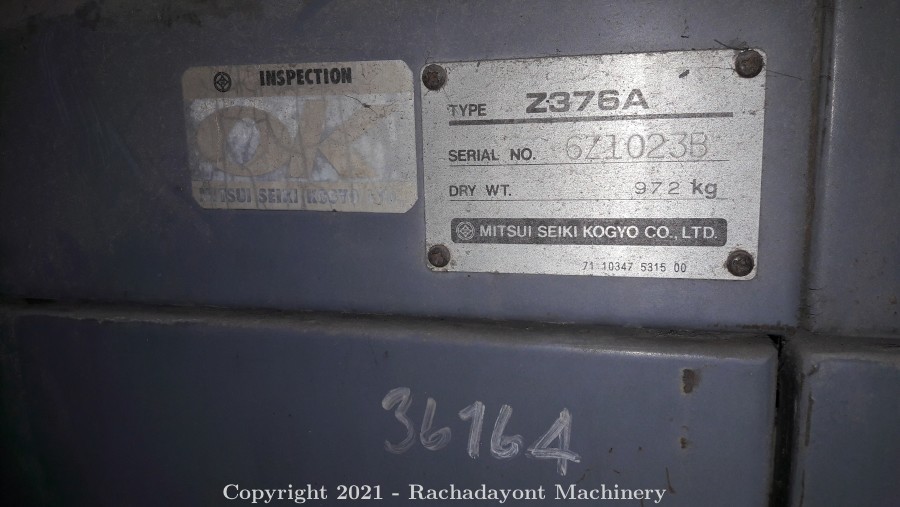 INSPECTION
OK
MITSUI SEIKI KOGYO
TYPE Z376A
SERIAL NO. 6Z1023B
DRY WT. 972 kg
MITSUI SEIKI KOGYO CO., LTD.
71 10347 5315 00
36164
Copyright 2021 - Rachadayont Machinery